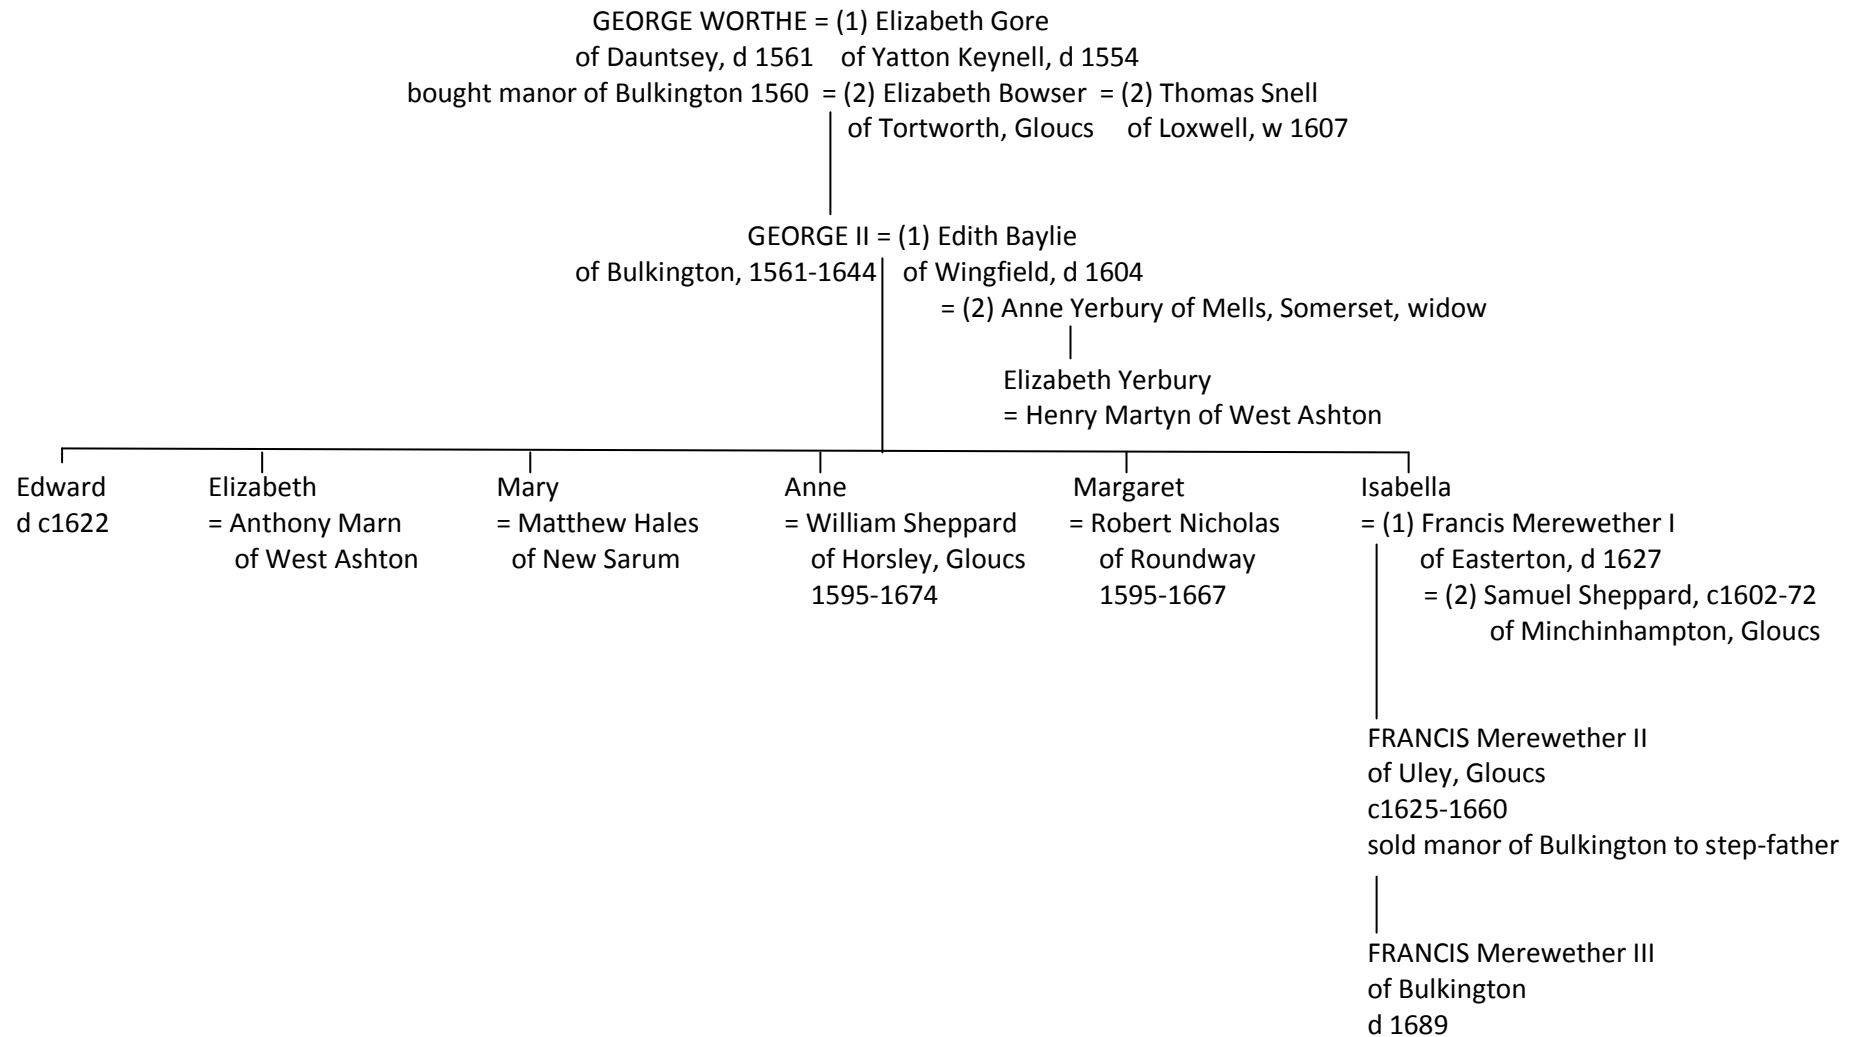 GEORGE WORTHE = (1) Elizabeth Gore
of Dauntsey, d 1561 of Yatton Keynell, d 1554
bought manor of Bulkington 1560 = (2) Elizabeth Bowser = (2) Thomas Snell
of Tortworth, Gloucs of Loxwell, w 1607
GEORGE II = (1) Edith Baylie
of Bulkington, 1561-1644 of Wingfield, d 1604
= (2) Anne Yerbury of Mells, Somerset, widow
Elizabeth Yerbury
= Henry Martyn of West Ashton
Edward
d c1622
Elizabeth
= Anthony Marn
of West Ashton
Mary
= Matthew Hales
of New Sarum
Anne
= William Sheppard
of Horsley, Gloucs
1595-1674
Margaret
= Robert Nicholas
of Roundway
1595-1667
Isabella
= (1) Francis Merewether I
of Easterton, d 1627
= (2) Samuel Sheppard, c1602-72
of Minchinhampton, Gloucs
FRANCIS Merewether II
of Uley, Gloucs
c1625-1660
sold manor of Bulkington to step-father
FRANCIS Merewether III
of Bulkington
d 1689